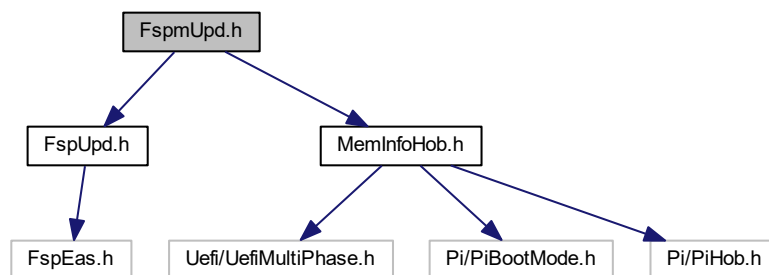 FspmUpd.h
FspUpd.h
MemInfoHob.h
FspEas.h
Uefi/UefiMultiPhase.h
Pi/PiBootMode.h
Pi/PiHob.h